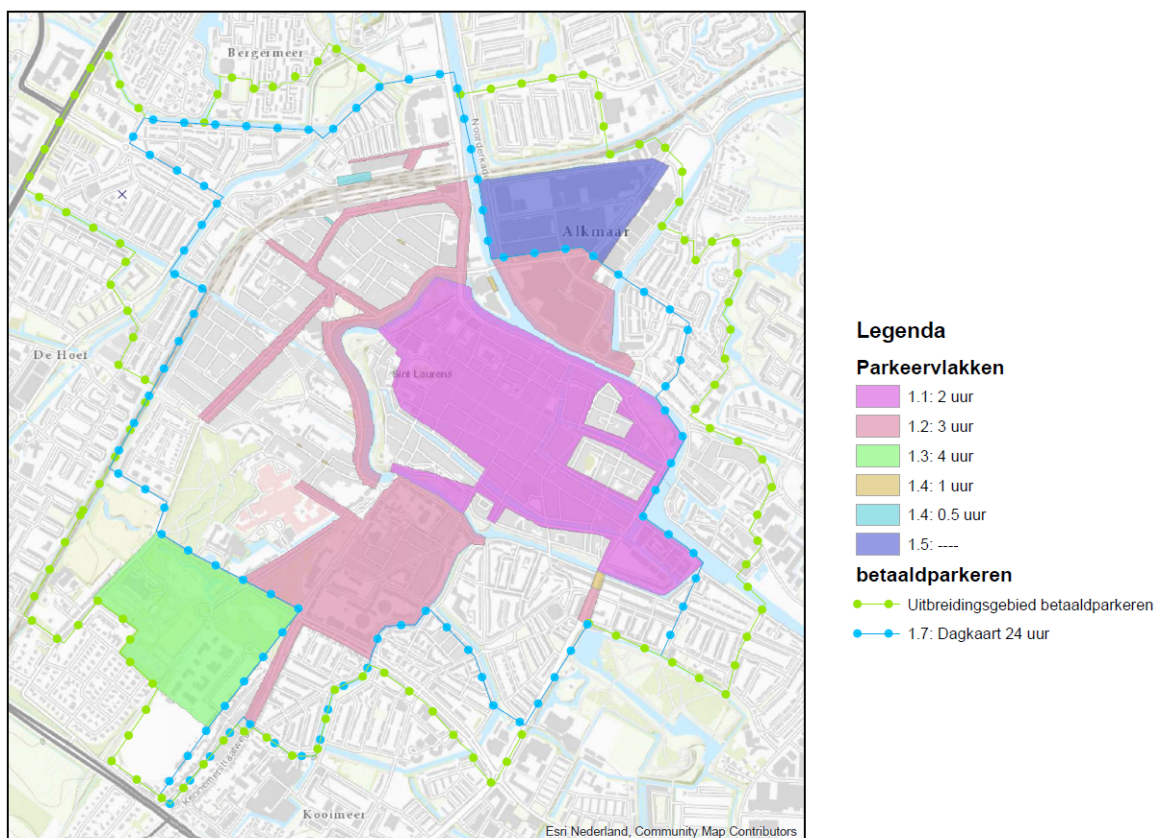 Bergermeer
Noorderkade
Alkmaar
De Hoef
Sint Laurens
Kennemerstraatweg
Kooimeer
Esri Nederland, Community Map Contributors
Legenda
Parkeervlakken
1.1: 2 uur
1.2: 3 uur
1.3: 4 uur
1.4: 1 uur
1.4: 0.5 uur
1.5: ----
betaaldparkeren
Uitbreidingsgebied betaaldparkeren
1.7: Dagkaart 24 uur